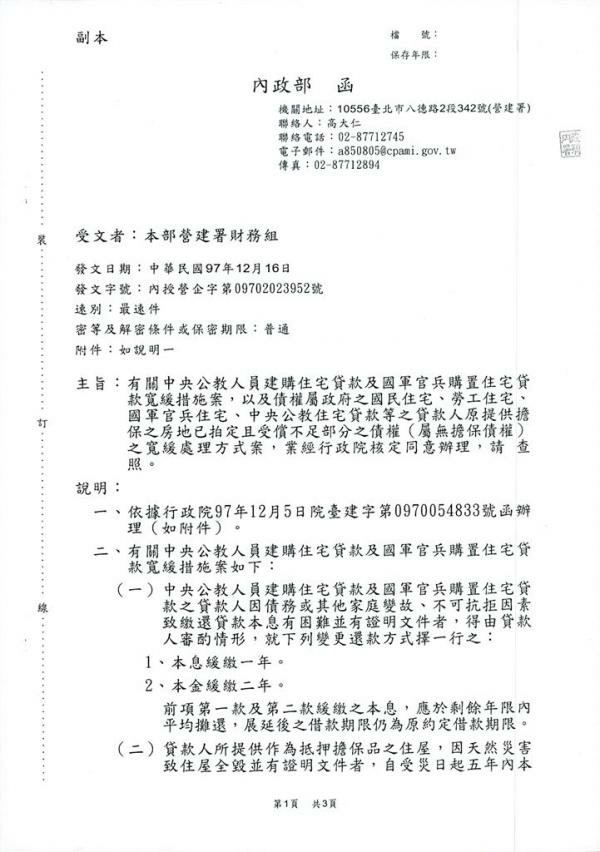 副本
檔　　號：
保存年限：
內政部　函
機關地址：10556臺北市八德路2段342號(營建署)
聯絡人：高大仁
聯絡電話：02-87712745
電子郵件：a850805@cpami.gov.tw
傳真：02-87712894
受文者：本部營建署財務組
發文日期：中華民國97年12月16日
發文字號：內授營企字第09702023952號
速別：最速件
密等及解密條件或保密期限：普通
附件：如說明一
主旨：有關中央公教人員建購住宅貸款及國軍官兵購置住宅貸
款寬緩措施案，以及債權屬政府之國民住宅、勞工住宅、
國軍官兵住宅、中央公教住宅貸款等之貸款人原提供擔
保之房地已拍定且受償不足部分之債權（屬無擔保債權）
之寬緩處理方式案，業經行政院核定同意辦理，請　查
照。
說明：
一、依據行政院97年12月5日院臺建字第0970054833號函辦
理（如附件）。
二、有關中央公教人員建購住宅貸款及國軍官兵購置住宅貸
款寬緩措施案如下：
（一）中央公教人員建購住宅貸款及國軍官兵購置住宅貸
款之貸款人因債務或其他家庭變故、不可抗拒因素
致繳還貸款本息有困難並有證明文件者，得由貸款
人審酌情形，就下列變更還款方式擇一行之：
1、本息緩繳一年。
2、本金緩繳二年。
前項第一款及第二款緩繳之本息，應於剩餘年限內
平均攤還，展延後之借款期限仍為原約定借款期限。
（二）貸款人所提供作為抵押擔保品之住屋，因天然災害
致住屋全毀並有證明文件者，自受災日起五年內本
裝
訂
線
第1頁　共3頁